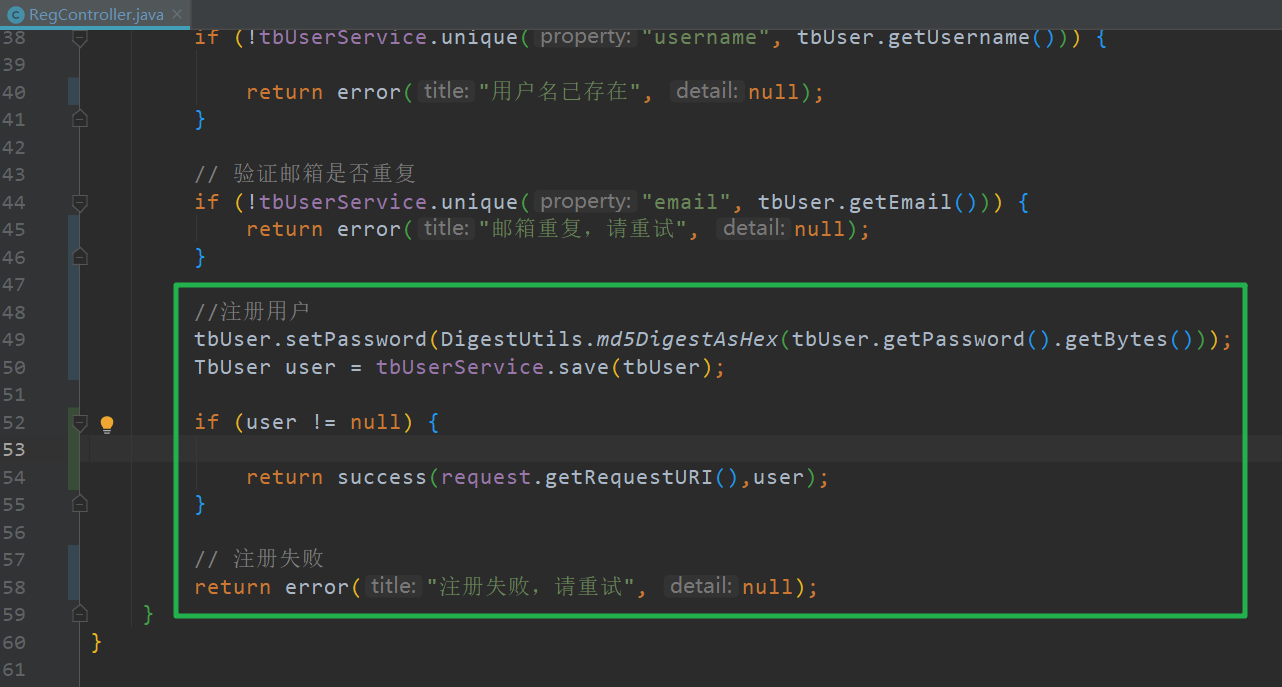 RegController.java
38 if (!tbUserService.unique( property: "username", tbUser.getUsername())) {
39
40 return error( title: "用户名已存在", detail: null);
41 }
42
43 // 验证邮箱是否重复
44 if (!tbUserService.unique( property: "email", tbUser.getEmail())) {
45 return error( title: "邮箱重复，请重试", detail: null);
46 }
47
48 //注册用户
49 tbUser.setPassword(DigestUtils.md5DigestAsHex(tbUser.getPassword().getBytes()));
50 TbUser user = tbUserService.save(tbUser);
51
52 if (user != null) {
53
54 return success(request.getRequestURI(),user);
55 }
56
57 // 注册失败
58 return error( title: "注册失败，请重试", detail: null);
59 }
60 }
61